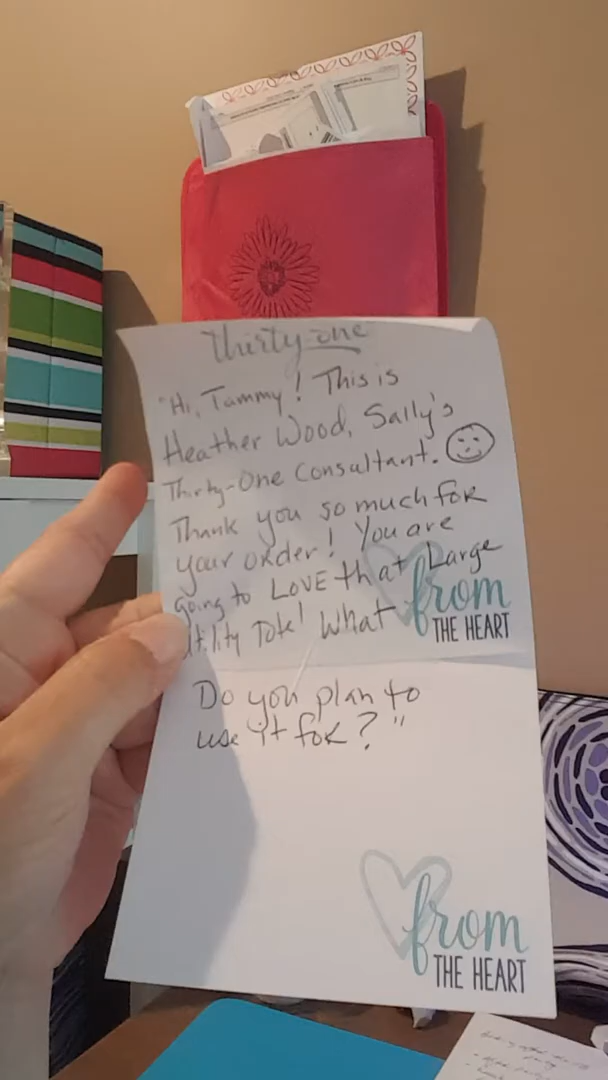 thirty-one
"Hi, Tammy! This is
Heather Wood, Sally's
Thirty-One Consultant.
Thank you so much for
your order! You are
going to LOVE that Large
Utility Tote! What
from
THE HEART
Do you plan to
use it for?"
from
THE HEART